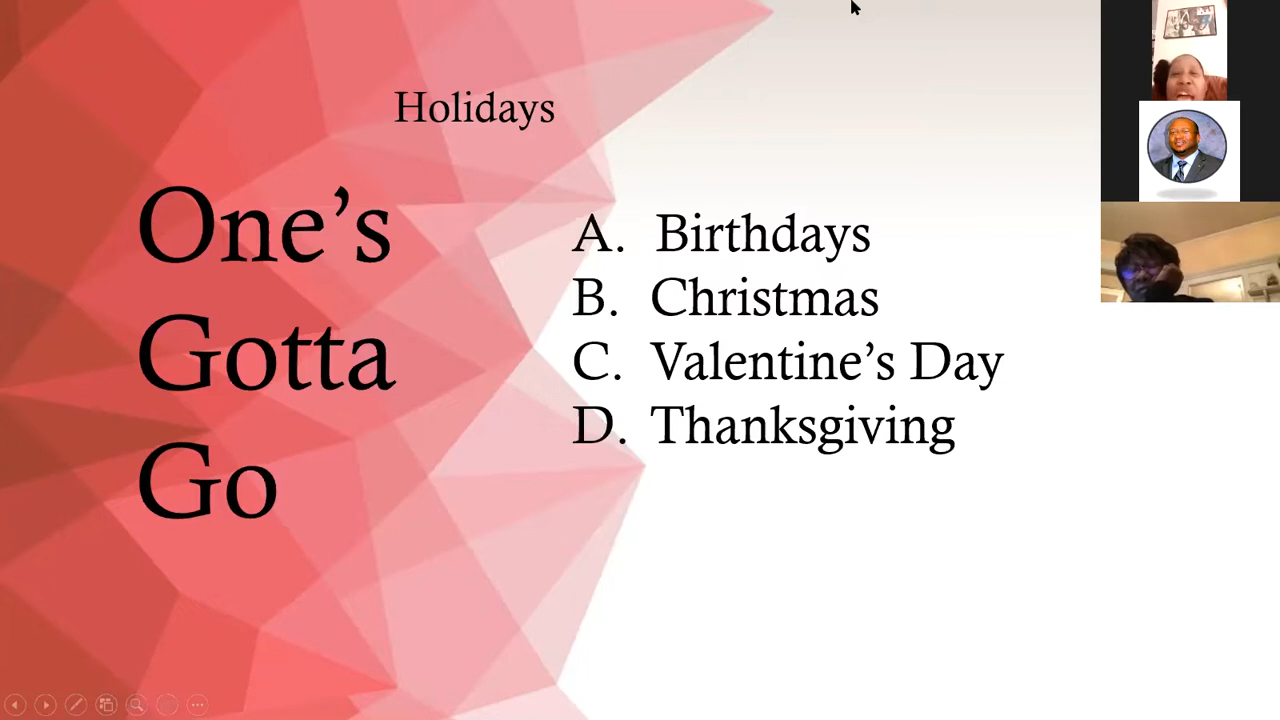 Holidays
One’s
Gotta
Go
A. Birthdays
B. Christmas
C. Valentine’s Day
D. Thanksgiving